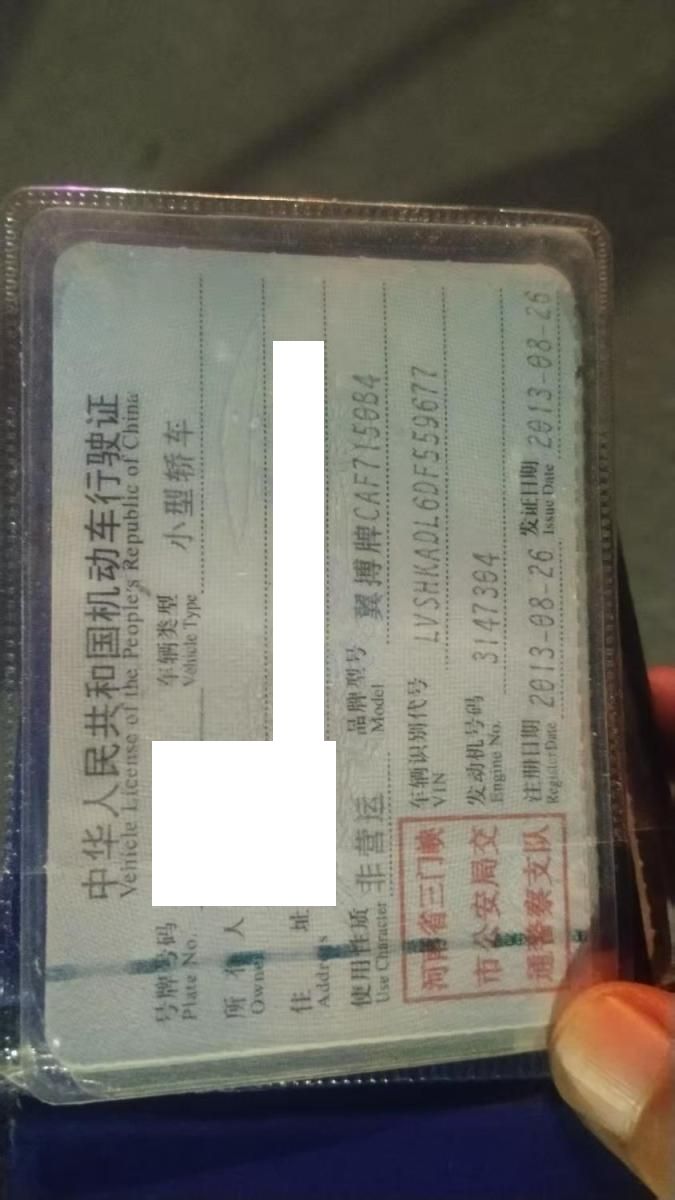 中华人民共和国机动车行驶证
Vehicle License of the People's Republic of China
号牌号码 车辆类型 小型轿车
Plate No. Vehicle Type
所有人
Owner
住址
Address
使用性质 非营运 品牌型号 翼搏牌CAF7150B4
Use Character Model
车辆识别代号 LVSHKADL6DF559677
VIN
发动机号码 3147304
Engine No.
注册日期 2013-08-26 发证日期 2013-08-26
Register Date Issue Date
河南省三门峡
市公安局交
通警察支队